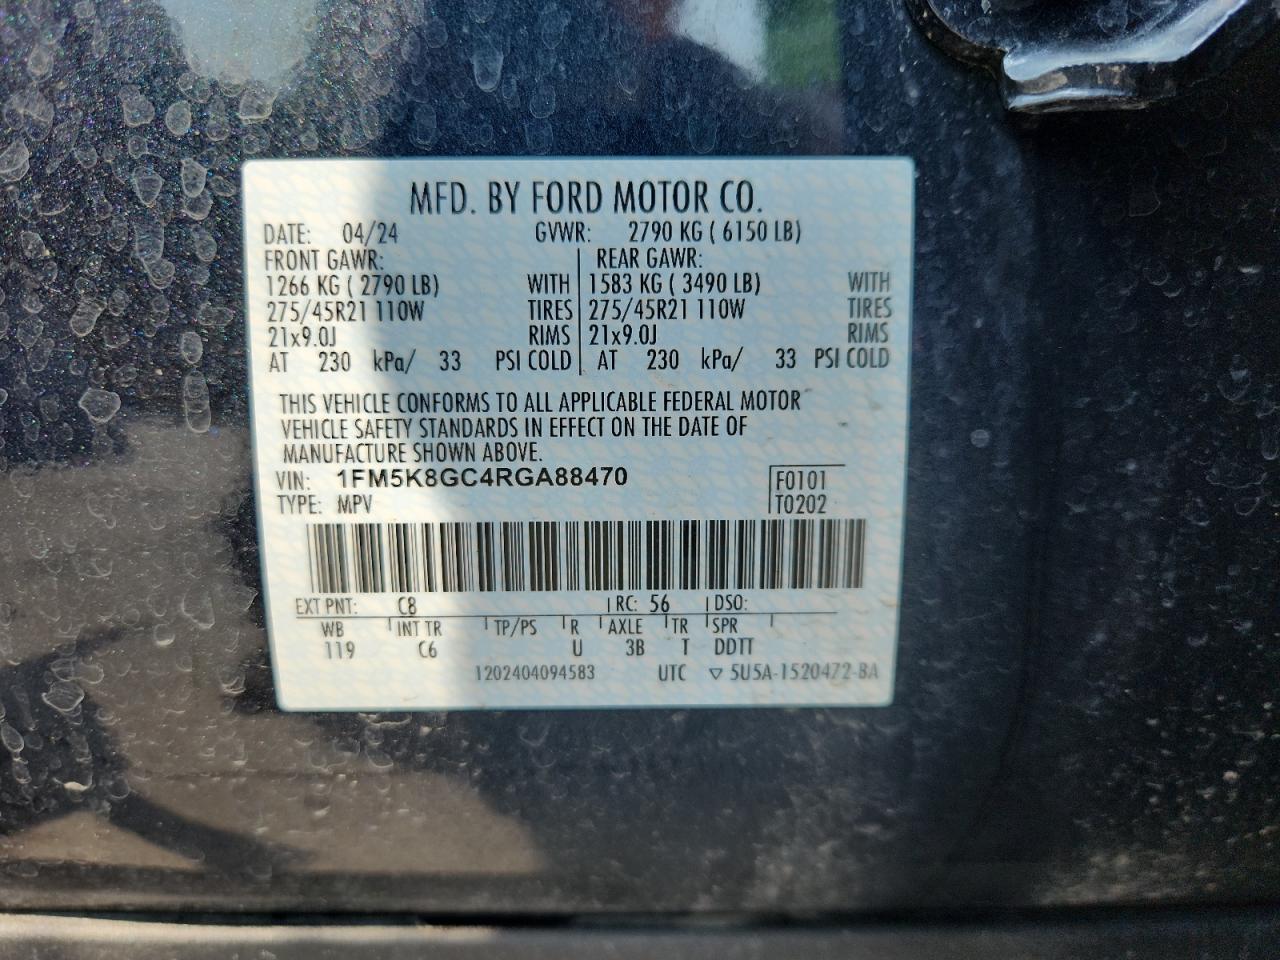 MFD. BY FORD MOTOR CO.
DATE: 04/24 GVWR: 2790 KG ( 6150 LB)
FRONT GAWR: REAR GAWR:
1266 KG ( 2790 LB) WITH 1583 KG ( 3490 LB) WITH
275/45R21 110W TIRES 275/45R21 110W TIRES
21x9.0J RIMS 21x9.0J RIMS
AT 230 kPa/ 33 PSI COLD AT 230 kPa/ 33 PSI COLD
THIS VEHICLE CONFORMS TO ALL APPLICABLE FEDERAL MOTOR
VEHICLE SAFETY STANDARDS IN EFFECT ON THE DATE OF
MANUFACTURE SHOWN ABOVE.
VIN: 1FM5K8GC4RGA88470 F0101
TYPE: MPV T0202
EXT PNT: C8 RC: 56 DSO:
WB INT TR TP/PS R AXLE TR SPR
119 C6 U 3B T DDTT
1202404094583 UTC ▽ 5U5A-1520472-BA